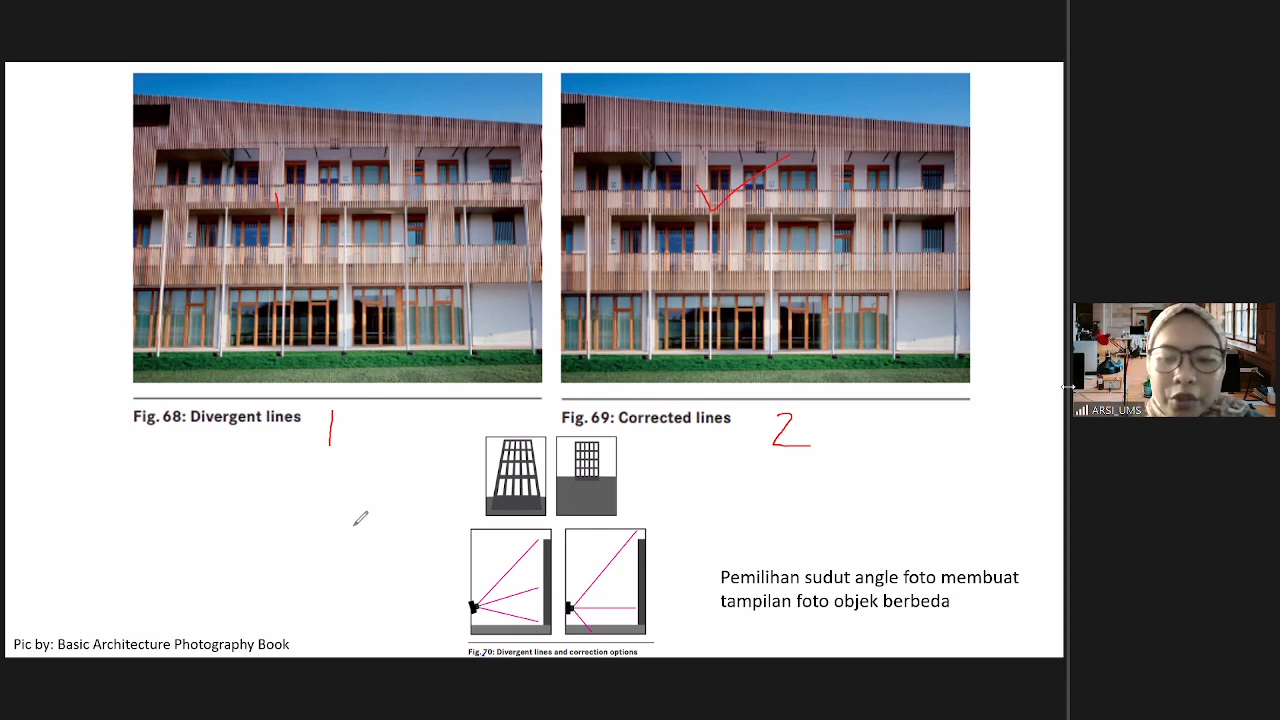 Fig. 68: Divergent lines
1
Fig. 69: Corrected lines
2
Pemilihan sudut angle foto membuat
tampilan foto objek berbeda
Pic by: Basic Architecture Photography Book
Fig. 70: Divergent lines and correction options
ARSI_UMS